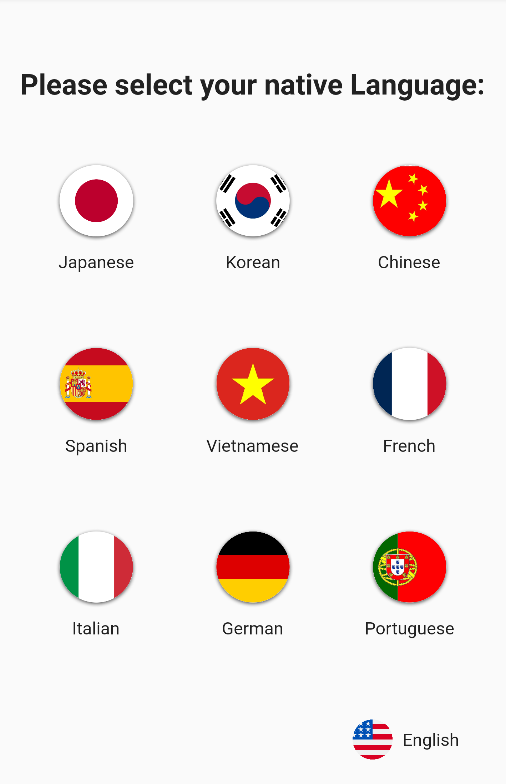 Please select your native Language:
Japanese
Korean
Chinese
Spanish
Vietnamese
French
Italian
German
Portuguese
English